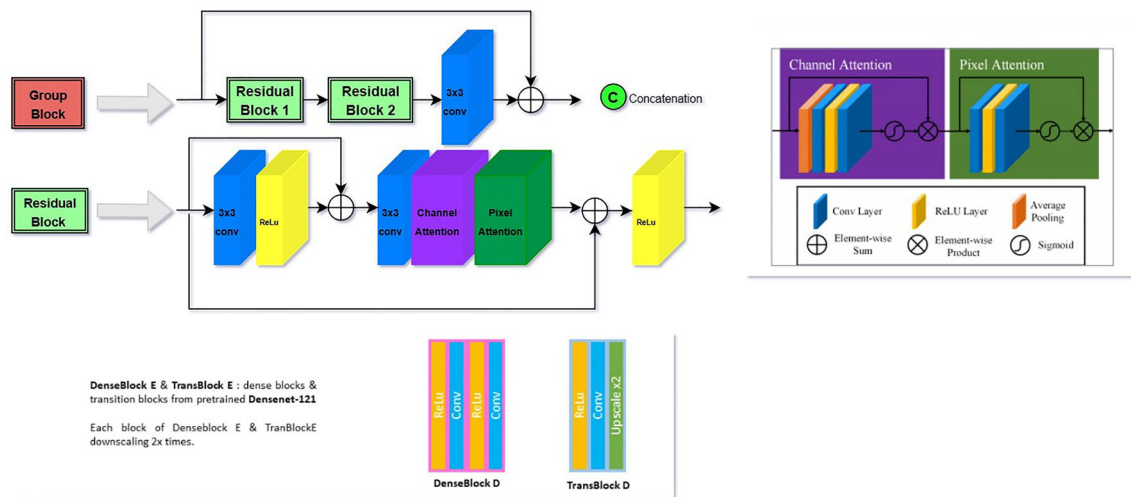 Group
Block
Residual
Block 1
Residual
Block 2
3x3
conv
C
Concatenation
Residual
Block
3x3
conv
ReLu
3x3
conv
Channel
Attention
Pixel
Attention
ReLu
Channel Attention
Pixel Attention
Conv Layer
ReLU Layer
Average
Pooling
Element-wise
Sum
Element-wise
Product
Sigmoid
DenseBlock E & TransBlock E : dense blocks &
transition blocks from pretrained Densenet-121
Each block of Denseblock E & TranBlockE
downscaling 2x times.
ReLu
Conv
ReLu
Conv
DenseBlock D
ReLu
Conv
Upscale x2
TransBlock D